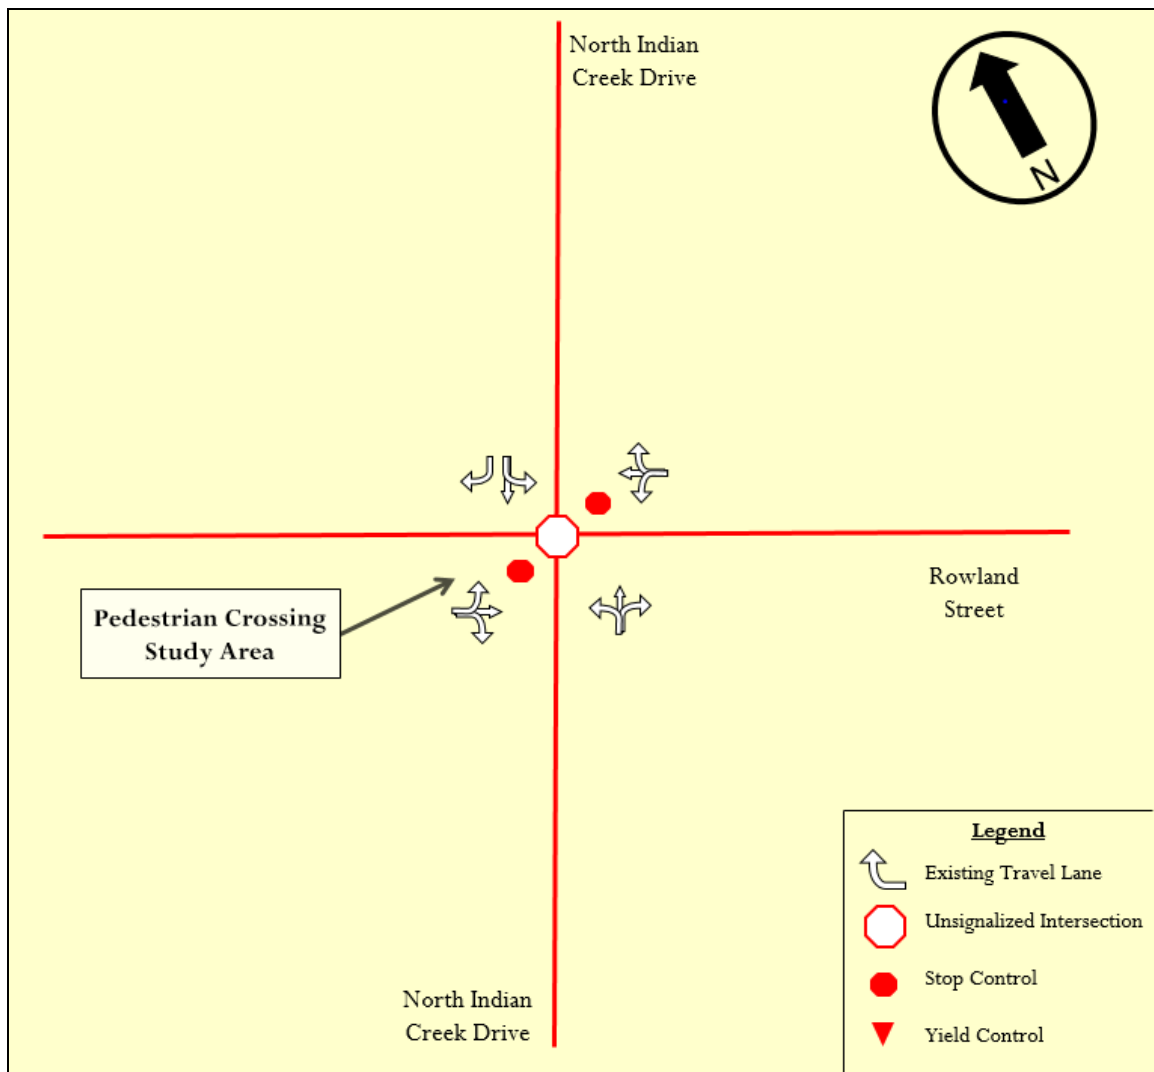 North Indian
Creek Drive
N
Rowland
Street
Pedestrian Crossing
Study Area
North Indian
Creek Drive
Legend
Existing Travel Lane
Unsignalized Intersection
Stop Control
Yield Control